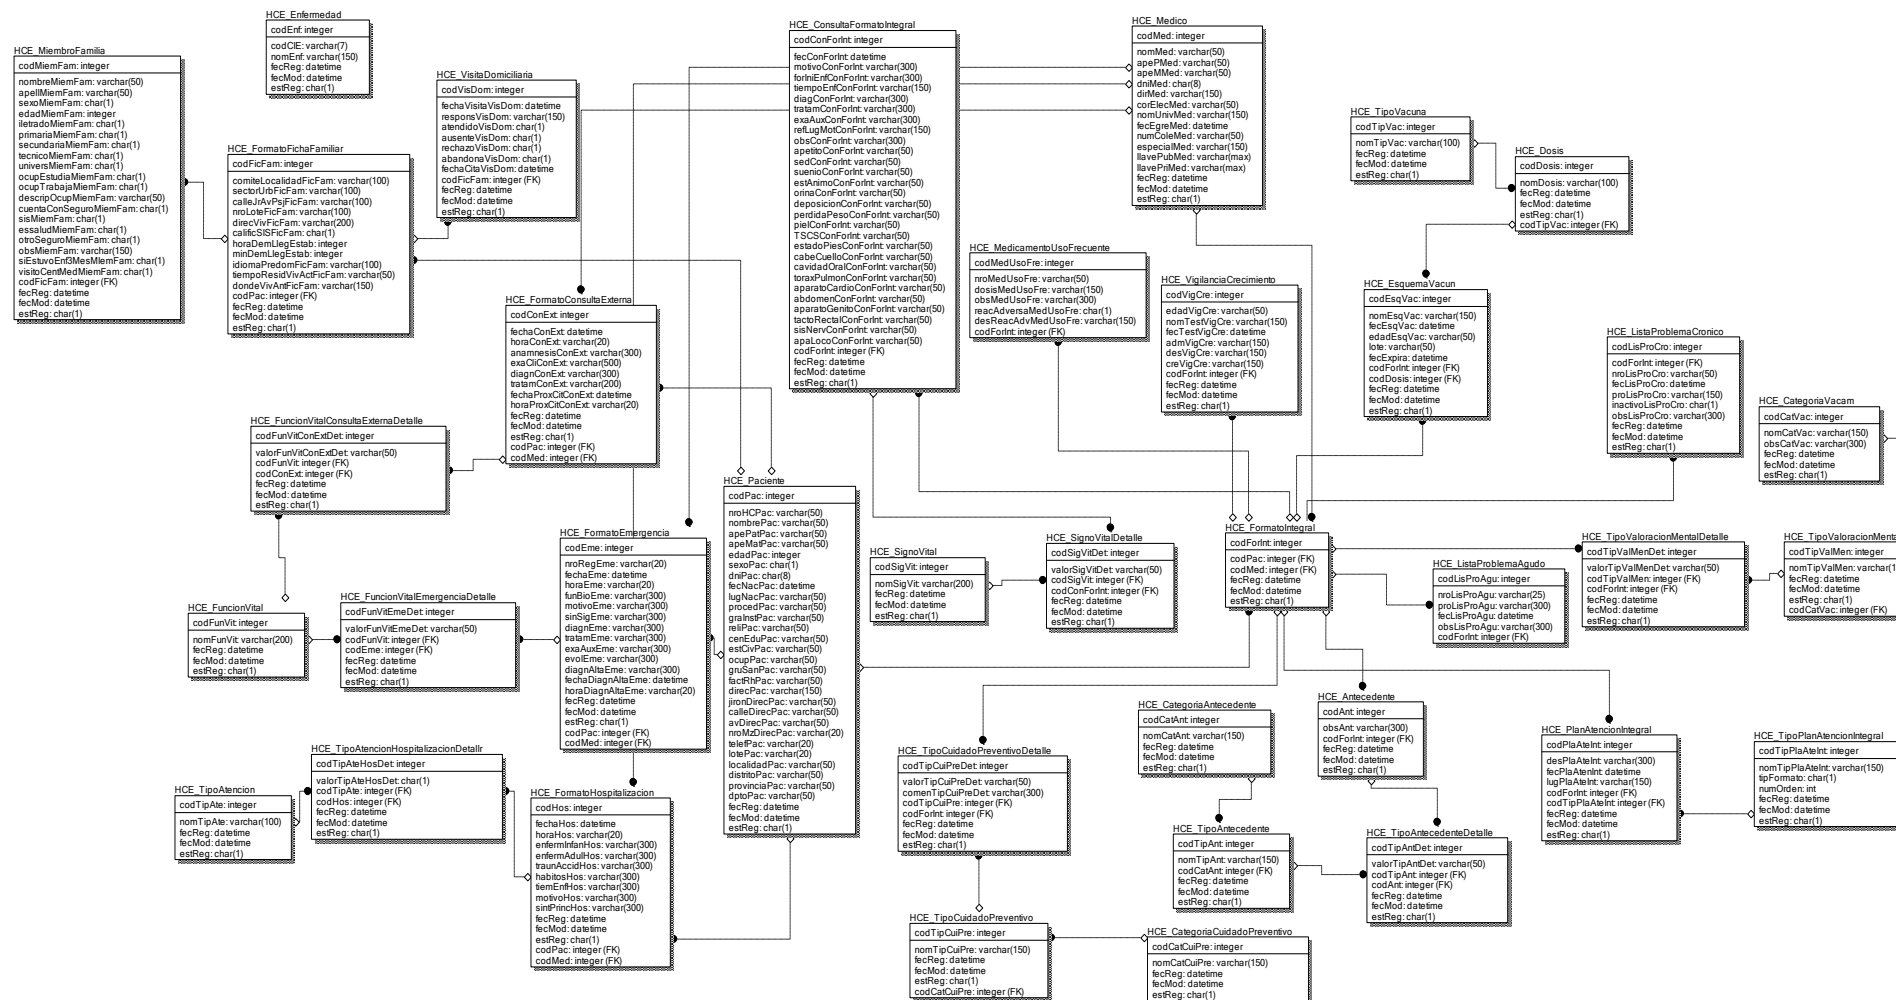 HCE_Enfermedad
codEnf: integer
codCIE: varchar(7)
nomEnf: varchar(150)
fecReg: datetime
fecMod: datetime
estReg: char(1)
HCE_MiembroFamilia
codMiemFam: integer
nombreMiemFam: varchar(50)
apellMiemFam: varchar(50)
sexoMiemFam: char(1)
edadMiemFam: integer
iletradoMiemFam: char(1)
primariaMiemFam: char(1)
secundariaMiemFam: char(1)
tecnicoMiemFam: char(1)
universMiemFam: char(1)
ocupEstudiaMiemFam: char(1)
ocupTrabajaMiemFam: char(1)
descripOcupMiemFam: varchar(50)
cuentaConSeguroMiemFam: char(1)
sisMiemFam: char(1)
essaludMiemFam: char(1)
otroSeguroMiemFam: char(1)
obsMiemFam: varchar(150)
siEstuvoEnf3MesMIemFam: char(1)
visitoCentMedMiemFam: char(1)
codFicFam: integer (FK)
fecReg: datetime
fecMod: datetime
estReg: char(1)
HCE_FormatoFichaFamiliar
codFicFam: integer
comiteLocalidadFicFam: varchar(100)
sectorUrbFicFam: varchar(100)
calleJrAvPsjFicFam: varchar(100)
nroLoteFicFam: varchar(100)
direcVivFicFam: varchar(200)
calificSISFicFam: char(1)
horaDemLlegEstab: integer
minDemLlegEstab: integer
idiomaPredomFicFam: varchar(100)
tiempoResidVivActFicFam: varchar(50)
dondeVivAntFicFam: varchar(150)
codPac: integer (FK)
fecReg: datetime
fecMod: datetime
estReg: char(1)
HCE_VisitaDomiciliaria
codVisDom: integer
fechaVisitaVisDom: datetime
responsVisDom: varchar(150)
atendidoVisDom: char(1)
ausenteVisDom: char(1)
rechazoVisDom: char(1)
abandonaVisDom: char(1)
fechaCitaVisDom: datetime
codFicFam: integer (FK)
fecReg: datetime
fecMod: datetime
estReg: char(1)
HCE_ConsultaFormatoIntegral
codConForInt: integer
fecConForInt: datetime
motivoConForInt: varchar(300)
forIniEnfConForInt: varchar(300)
tiempoEnfConForInt: varchar(150)
diagConForInt: varchar(300)
tratamConForInt: varchar(300)
exaAuxConForInt: varchar(300)
refLugMotConForInt: varchar(150)
obsConForInt: varchar(300)
apetitoConForInt: varchar(50)
sedConForInt: varchar(50)
suenioConForInt: varchar(50)
estAnimoConForInt: varchar(50)
orinaConForInt: varchar(50)
deposicionConForInt: varchar(50)
perdidaPesoConForInt: varchar(50)
pielConForInt: varchar(50)
TSCSConForInt: varchar(50)
estadoPiesConForInt: varchar(50)
cabeCuelloConForInt: varchar(50)
cavidadOralConForInt: varchar(50)
toraxPulmonConForInt: varchar(50)
aparatoCardioConForInt: varchar(50)
abdomenConForInt: varchar(50)
aparatoGenitoConForInt: varchar(50)
tactoRectalConForInt: varchar(50)
sisNervConForInt: varchar(50)
apaLocoConForInt: varchar(50)
codForInt: integer (FK)
fecReg: datetime
fecMod: datetime
estReg: char(1)
HCE_Medico
codMed: integer
nomMed: varchar(50)
apePMed: varchar(50)
apeMMed: varchar(50)
dniMed: char(8)
dirMed: varchar(150)
corElecMed: varchar(50)
nomUnivMed: varchar(150)
fecEgreMed: datetime
numColeMed: varchar(50)
especialMed: varchar(150)
llavePubMed: varchar(max)
llavePriMed: varchar(max)
fecReg: datetime
fecMod: datetime
estReg: char(1)
HCE_TipoVacuna
codTipVac: integer
nomTipVac: varchar(100)
fecReg: datetime
fecMod: datetime
estReg: char(1)
HCE_Dosis
codDosis: integer
nomDosis: varchar(100)
fecReg: datetime
fecMod: datetime
estReg: char(1)
codTipVac: integer (FK)
HCE_FormatoConsultaExterna
codConExt: integer
fechaConExt: datetime
horaConExt: varchar(20)
anamnesisConExt: varchar(300)
exaCliConExt: varchar(500)
diagnConExt: varchar(300)
tratamConExt: varchar(200)
fechaProxCitConExt: datetime
horaProxCitConExt: varchar(20)
fecReg: datetime
fecMod: datetime
estReg: char(1)
codPac: integer (FK)
codMed: integer (FK)
HCE_MedicamentoUsoFrecuente
codMedUsoFre: integer
nroMedUsoFre: varchar(50)
dosisMedUsoFre: varchar(150)
obsMedUsoFre: varchar(300)
reacAdversaMedUsoFre: char(1)
desReacAdvMedUsoFre: varchar(150)
codForInt: integer (FK)
HCE_VigilanciaCrecimiento
codVigCre: integer
edadVigCre: varchar(50)
nomTestVigCre: varchar(150)
fecTestVigCre: datetime
admVigCre: varchar(150)
desVigCre: varchar(150)
creVigCre: varchar(150)
codForInt: integer (FK)
fecReg: datetime
fecMod: datetime
estReg: char(1)
HCE_EsquemaVacun
codEsqVac: integer
nomEsqVac: varchar(150)
fecEsqVac: datetime
edadEsqVac: varchar(50)
lote: varchar(50)
fecExpira: datetime
codForInt: integer (FK)
codDosis: integer (FK)
fecReg: datetime
fecMod: datetime
estReg: char(1)
HCE_ListaProblemaCronico
codLisProCro: integer
codForInt: integer (FK)
nroLisProCro: varchar(50)
fecLisProCro: datetime
proLisProCro: varchar(150)
inactivoLisProCro: char(1)
obsLisProCro: varchar(300)
fecReg: datetime
fecMod: datetime
estReg: char(1)
HCE_CategoriaVacam
codCatVac: integer
nomCatVac: varchar(150)
obsCatVac: varchar(300)
fecReg: datetime
fecMod: datetime
estReg: char(1)
HCE_FuncionVitalConsultaExternaDetalle
codFunVitConExtDet: integer
valorFunVitConExtDet: varchar(50)
codFunVit: integer (FK)
codConExt: integer (FK)
fecReg: datetime
fecMod: datetime
estReg: char(1)
HCE_Paciente
codPac: integer
nroHCPac: varchar(50)
nombrePac: varchar(50)
apePatPac: varchar(50)
apeMatPac: varchar(50)
edadPac: integer
sexoPac: char(1)
dniPac: char(8)
fecNacPac: datetime
lugNacPac: varchar(50)
procedPac: varchar(50)
graInstPac: varchar(50)
reliPac: varchar(50)
cenEduPac: varchar(50)
estCivPac: varchar(50)
ocupPac: varchar(50)
gruSanPac: varchar(50)
factRhPac: varchar(50)
direcPac: varchar(150)
jironDirecPac: varchar(50)
calleDirecPac: varchar(50)
avDirecPac: varchar(50)
nroMzDirecPac: varchar(20)
telefPac: varchar(20)
lotePac: varchar(20)
localidadPac: varchar(50)
distritoPac: varchar(50)
provinciaPac: varchar(50)
dptoPac: varchar(50)
fecReg: datetime
fecMod: datetime
estReg: char(1)
HCE_FormatoEmergencia
codEme: integer
nroRegEme: varchar(20)
fechaEme: datetime
horaEme: varchar(20)
funBioEme: varchar(300)
motivoEme: varchar(300)
sinSigEme: varchar(300)
diagnEme: varchar(300)
tratamEme: varchar(300)
exaAuxEme: varchar(300)
evolEme: varchar(300)
diagnAltaEme: varchar(300)
fechaDiagnAltaEme: datetime
horaDiagnAltaEme: varchar(20)
fecReg: datetime
fecMod: datetime
estReg: char(1)
codPac: integer (FK)
codMed: integer (FK)
HCE_SignoVital
codSigVit: integer
nomSigVit: varchar(200)
fecReg: datetime
fecMod: datetime
estReg: char(1)
HCE_SignoVitalDetalle
codSigVitDet: integer
valorSigVitDet: varchar(50)
codSigVit: integer (FK)
codConForInt: integer (FK)
fecReg: datetime
fecMod: datetime
estReg: char(1)
HCE_FormatoIntegral
codForInt: integer
codPac: integer (FK)
codMed: integer (FK)
fecReg: datetime
fecMod: datetime
estReg: char(1)
HCE_ListaProblemaAgudo
codLisProAgu: integer
nroLisProAgu: varchar(25)
proLisProAgu: varchar(300)
fecLisProAgu: datetime
obsLisProAgu: varchar(300)
codForInt: integer (FK)
HCE_TipoValoracionMentalDetalle
codTipValMenDet: integer
valorTipValMenDet: varchar(50)
codTipValMen: integer (FK)
codForInt: integer (FK)
fecReg: datetime
fecMod: datetime
estReg: char(1)
HCE_TipoValoracionMenta
codTipValMen: integer
nomTipValMen: varchar(1
fecReg: datetime
fecMod: datetime
estReg: char(1)
codCatVac: integer (FK)
HCE_FuncionVital
codFunVit: integer
nomFunVit: varchar(200)
fecReg: datetime
fecMod: datetime
estReg: char(1)
HCE_FuncionVitalEmergenciaDetalle
codFunVitEmeDet: integer
valorFunVitEmeDet: varchar(50)
codFunVit: integer (FK)
codEme: integer (FK)
fecReg: datetime
fecMod: datetime
estReg: char(1)
HCE_TipoAtencionHospitalizacionDetallr
codTipAteHosDet: integer
valorTipAteHosDet: char(1)
codTipAte: integer (FK)
codHos: integer (FK)
fecReg: datetime
fecMod: datetime
estReg: char(1)
HCE_TipoAtencion
codTipAte: integer
nomTipAte: varchar(100)
fecReg: datetime
fecMod: datetime
estReg: char(1)
HCE_FormatoHospitalizacion
codHos: integer
fechaHos: datetime
horaHos: varchar(20)
enfermInfanHos: varchar(300)
enfermAdulHos: varchar(300)
traunAccidHos: varchar(300)
habitosHos: varchar(300)
tiemEnfHos: varchar(300)
motivoHos: varchar(300)
sintPrincHos: varchar(300)
fecReg: datetime
fecMod: datetime
estReg: char(1)
codPac: integer (FK)
codMed: integer (FK)
HCE_TipoCuidadoPreventivoDetalle
codTipCuiPreDet: integer
valorTipCuiPreDet: varchar(50)
comenTipCuiPreDet: varchar(300)
codTipCuiPre: integer (FK)
codForInt: integer (FK)
fecReg: datetime
fecMod: datetime
estReg: char(1)
HCE_CategoriaAntecedente
codCatAnt: integer
nomCatAnt: varchar(150)
fecReg: datetime
fecMod: datetime
estReg: char(1)
HCE_Antecedente
codAnt: integer
obsAnt: varchar(300)
codForInt: integer (FK)
fecReg: datetime
fecMod: datetime
estReg: char(1)
HCE_PlanAtencionIntegral
codPlaAteInt: integer
desPlaAteInt: varchar(300)
fecPlaAtenInt: datetime
lugPlaAteInt: varchar(150)
codForInt: integer (FK)
codTipPlaAteInt: integer (FK)
fecReg: datetime
fecMod: datetime
estReg: char(1)
HCE_TipoPlanAtencionIntegral
codTipPlaAteInt: integer
nomTipPlaAteInt: varchar(150)
tipFormato: char(1)
numOrden: int
fecReg: datetime
fecMod: datetime
estReg: char(1)
HCE_TipoAntecedente
codTipAnt: integer
nomTipAnt: varchar(150)
codCatAnt: integer (FK)
fecReg: datetime
fecMod: datetime
estReg: char(1)
HCE_TipoAntecedenteDetalle
codTipAntDet: integer
valorTipAntDet: varchar(50)
codTipAnt: integer (FK)
codAnt: integer (FK)
fecReg: datetime
fecMod: datetime
estReg: char(1)
HCE_TipoCuidadoPreventivo
codTipCuiPre: integer
nomTipCuiPre: varchar(150)
fecReg: datetime
fecMod: datetime
estReg: char(1)
codCatCuiPre: integer (FK)
HCE_CategoriaCuidadoPreventivo
codCatCuiPre: integer
nomCatCuiPre: varchar(150)
fecReg: datetime
fecMod: datetime
estReg: char(1)